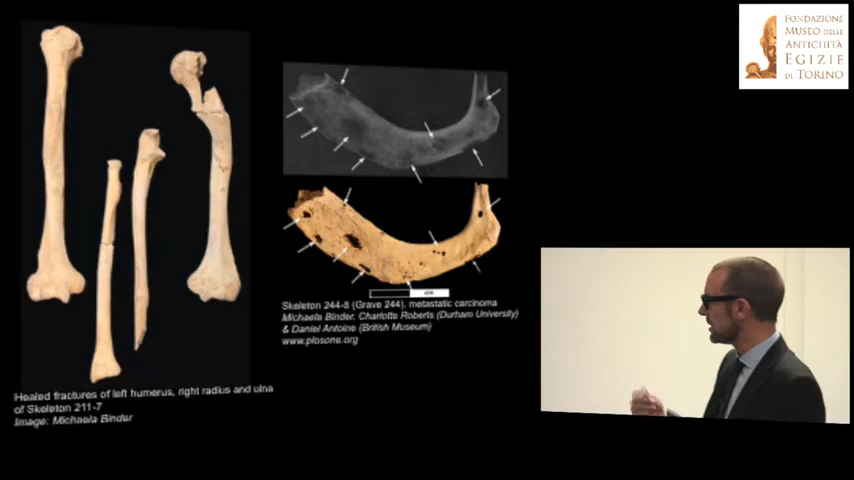 FONDAZIONE
MUSEO DELLE
ANTICHITÀ
EGIZIE
DI TORINO
Skeleton 244-8 (Grave 244), metastatic carcinoma
Michaela Binder, Charlotte Roberts (Durham University)
& Daniel Antoine (British Museum)
www.plosone.org
Healed fractures of left humerus, right radius and ulna
of Skeleton 211-7
Image: Michaela Binder